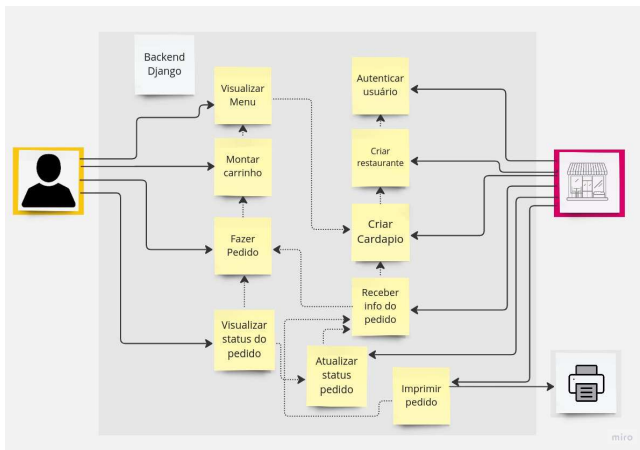 Backend
Django
Visualizar
Menu
Autenticar
usuário
Montar
carrinho
Criar
restaurante
Fazer
Pedido
Criar
Cardapio
Receber
info do
pedido
Visualizar
status do
pedido
Atualizar
status
pedido
Imprimir
pedido
miro